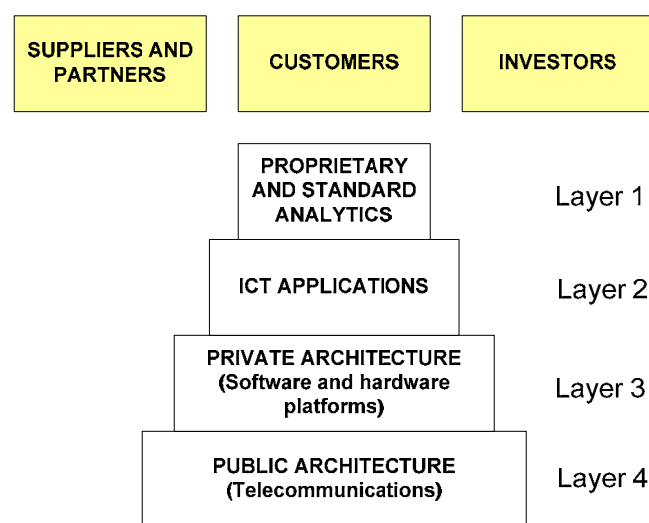 SUPPLIERS AND
PARTNERS
CUSTOMERS
INVESTORS
PROPRIETARY
AND STANDARD
ANALYTICS
Layer 1
ICT APPLICATIONS
Layer 2
PRIVATE ARCHITECTURE
(Software and hardware
platforms)
Layer 3
PUBLIC ARCHITECTURE
(Telecommunications)
Layer 4